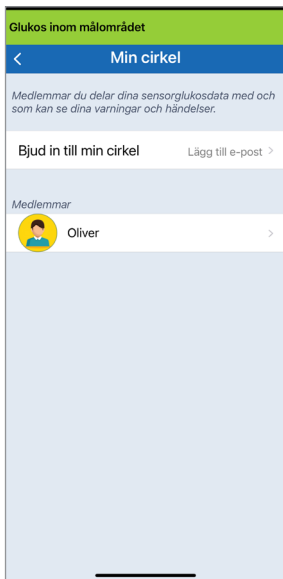 Glukos inom målområdet
Min cirkel
Medlemmar du delar dina sensorglukosdata med och
som kan se dina varningar och händelser.
Bjud in till min cirkel Lägg till e-post
Medlemmar
Oliver